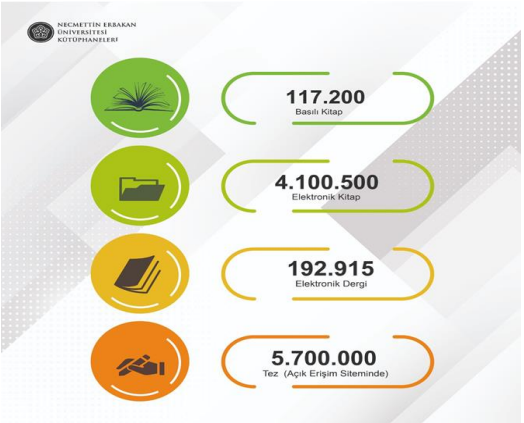 NECMETTİN ERBAKAN
ÜNİVERSİTESİ
KÜTÜPHANELERİ
117.200
Basılı Kitap
4.100.500
Elektronik Kitap
192.915
Elektronik Dergi
5.700.000
Tez (Açık Erişim Siteminde)